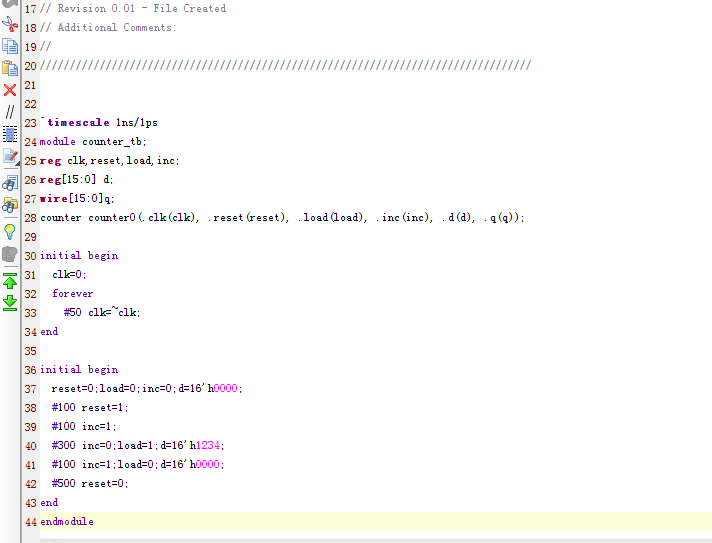 17 // Revision 0.01 - File Created
18 // Additional Comments:
19 //
20 //////////////////////////////////////////////////////////////////////////////////
21
22
23 `timescale 1ns/1ps
24 module counter_tb;
25 reg clk,reset,load,inc;
26 reg[15:0] d;
27 wire[15:0]q;
28 counter counter0(.clk(clk), .reset(reset), .load(load), .inc(inc), .d(d), .q(q));
29
30 initial begin
31   clk=0;
32   forever
33     #50 clk=~clk;
34 end
35
36 initial begin
37   reset=0;load=0;inc=0;d=16'h0000;
38   #100 reset=1;
39   #100 inc=1;
40   #300 inc=0;load=1;d=16'h1234;
41   #100 inc=1;load=0;d=16'h0000;
42   #500 reset=0;
43 end
44 endmodule